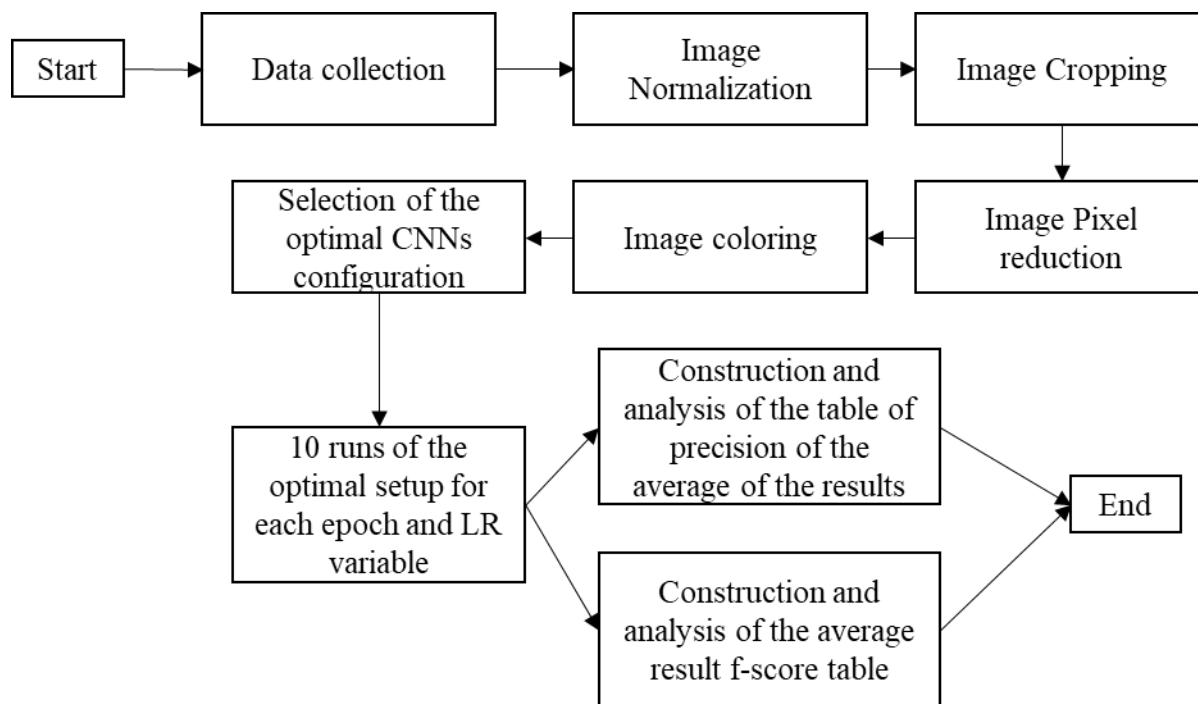 Start
Data collection
Image
Normalization
Image Cropping
Selection of the
optimal CNNs
configuration
Image coloring
Image Pixel
reduction
10 runs of the
optimal setup for
each epoch and LR
variable
Construction and
analysis of the table of
precision of the
average of the results
End
Construction and
analysis of the average
result f-score table